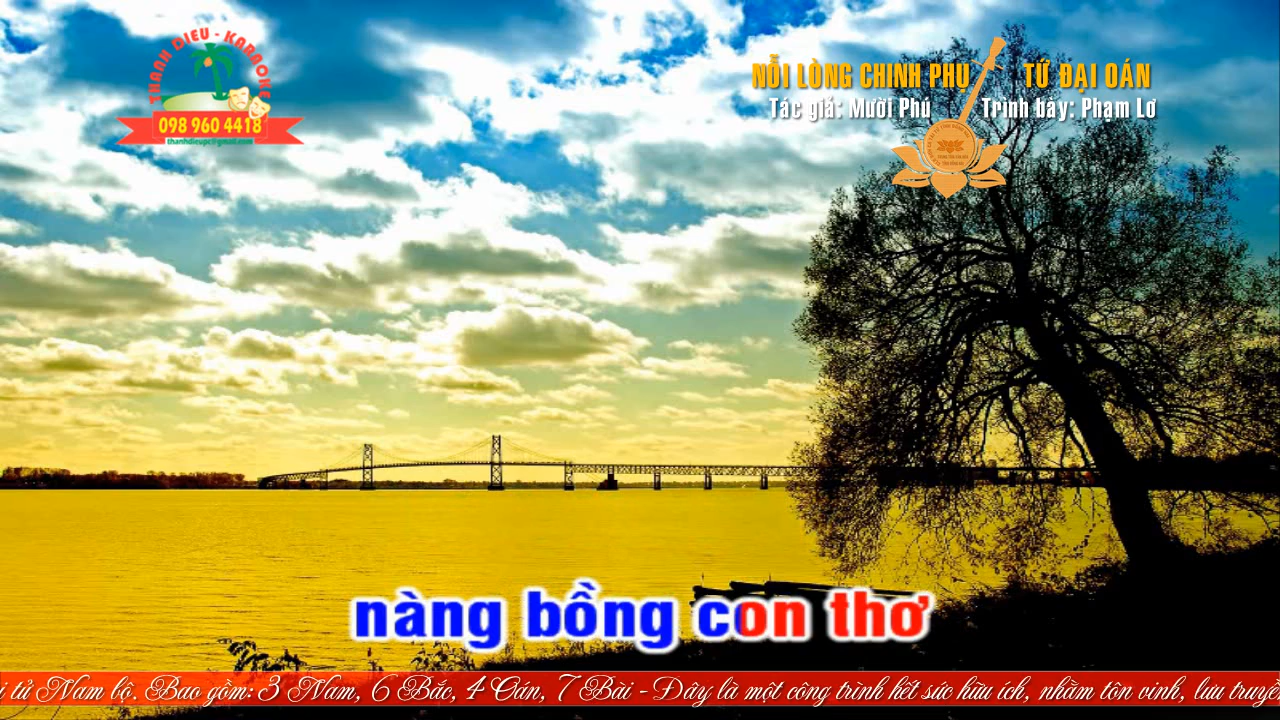 THANH DIEU - KARAOKE
098 960 4418
thanhdieupc@gmail.com
NỖI LÒNG CHINH PHỤ TỨ ĐẠI OÁN
Tác giả: Mười Phú Trình bày: Phạm Lơ
nàng bồng con thơ
i tử Nam bộ. Bao gồm: 3 Nam, 6 Bắc, 4 Oán, 7 Bài - Đây là một công trình hết sức hữu ích, nhằm tôn vinh, lưu truyề